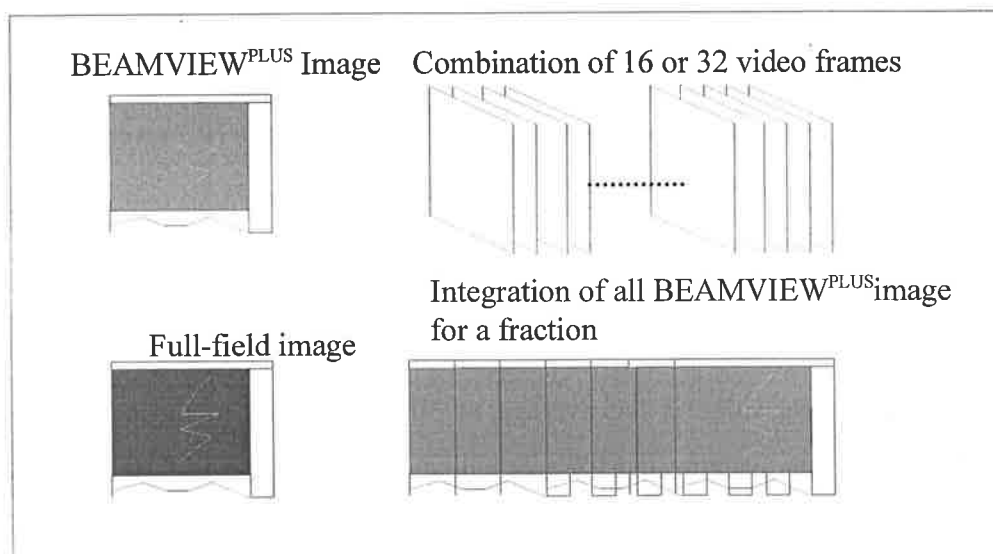 BEAMVIEWPLUS Image
Combination of 16 or 32 video frames
Integration of all BEAMVIEWPLUSimage
for a fraction
Full-field image